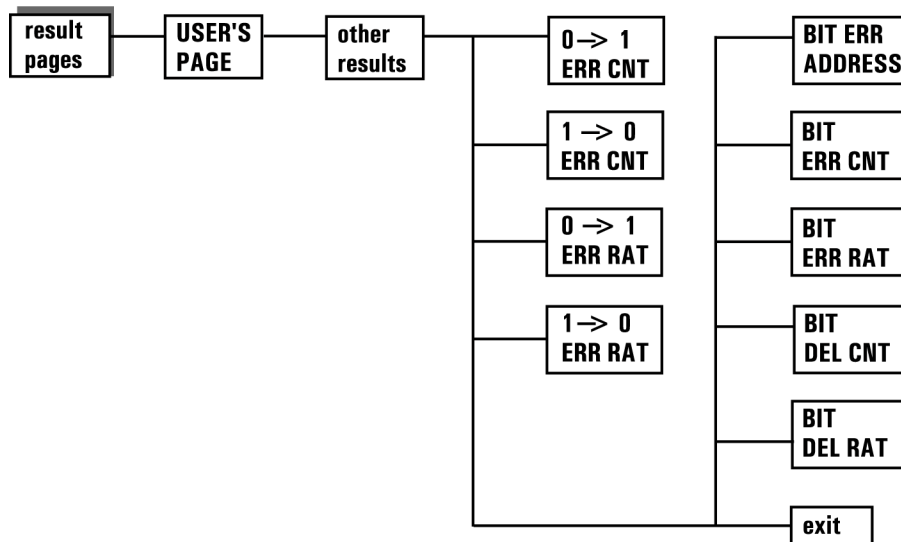 result
pages
USER'S
PAGE
other
results
0–> 1
ERR CNT
1 –> 0
ERR CNT
0 –> 1
ERR RAT
1–> 0
ERR RAT
BIT ERR
ADDRESS
BIT
ERR CNT
BIT
ERR RAT
BIT
DEL CNT
BIT
DEL RAT
exit